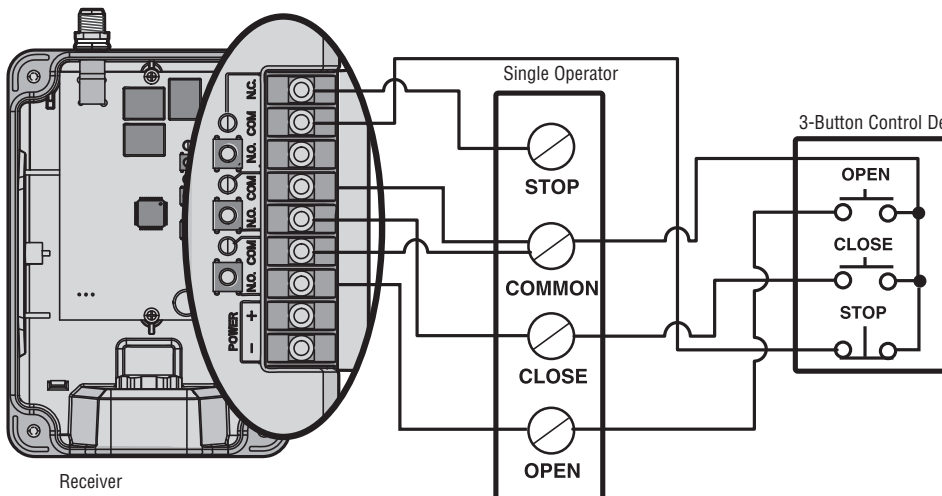 N.C.
COM
N.O.
COM
N.O.
COM
N.O.
POWER
+
-
Receiver
Single Operator
STOP
COMMON
CLOSE
OPEN
3-Button Control De
OPEN
CLOSE
STOP